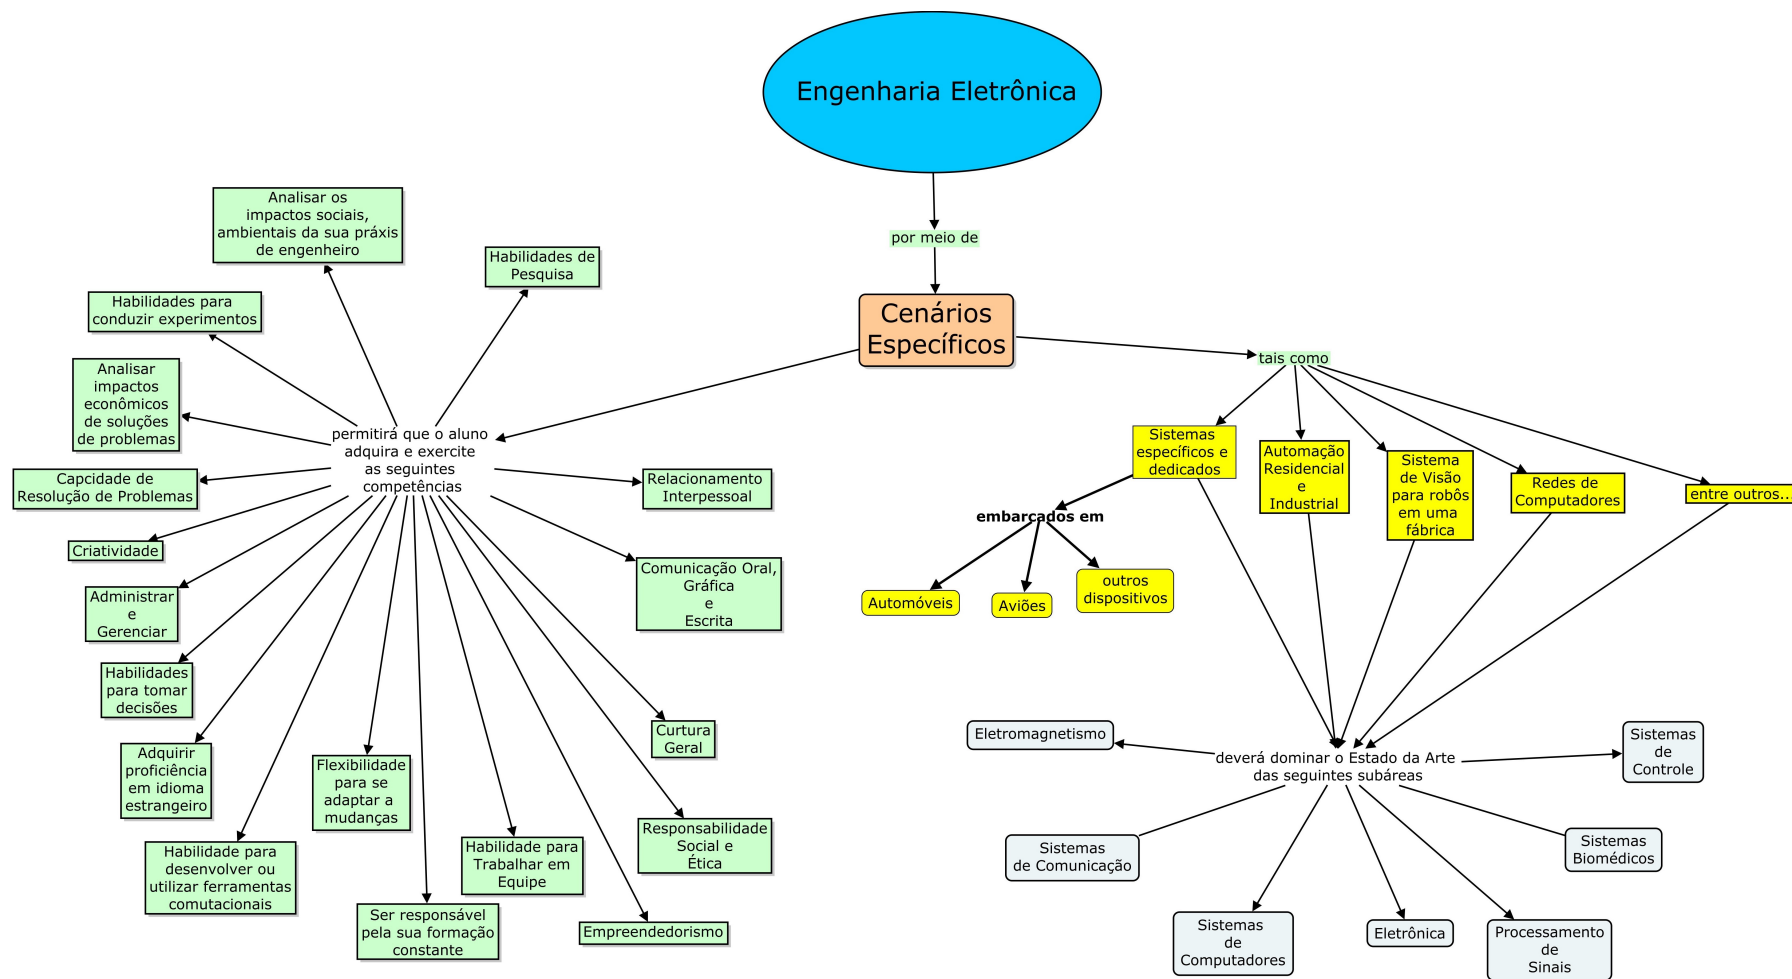 Engenharia Eletrônica
por meio de
Cenários
Específicos
Analisar os
impactos sociais,
ambientais da sua práxis
de engenheiro
Habilidades de
Pesquisa
Habilidades para
conduzir experimentos
Analisar
impactos
econômicos
de soluções
de problemas
permitirá que o aluno
adquira e exercite
as seguintes
competências
Capcidade de
Resolução de Problemas
Relacionamento
Interpessoal
Criatividade
Comunicação Oral,
Gráfica
e
Escrita
Administrar
e
Gerenciar
Habilidades
para tomar
decisões
Curtura
Geral
Adquirir
proficiência
em idioma
estrangeiro
Flexibilidade
para se
adaptar a
mudanças
Responsabilidade
Social e
Ética
Habilidade para
Trabalhar em
Equipe
Habilidade para
desenvolver ou
utilizar ferramentas
comutacionais
Ser responsável
pela sua formação
constante
Empreendedorismo
tais como
Sistemas
específicos e
dedicados
Automação
Residencial
e
Industrial
Sistema
de Visão
para robôs
em uma
fábrica
Redes de
Computadores
entre outros...
embarcados em
Automóveis
Aviões
outros
dispositivos
deverá dominar o Estado da Arte
das seguintes subáreas
Eletromagnetismo
Sistemas
de
Controle
Sistemas
de Comunicação
Sistemas
Biomédicos
Sistemas
de
Computadores
Eletrônica
Processamento
de
Sinais